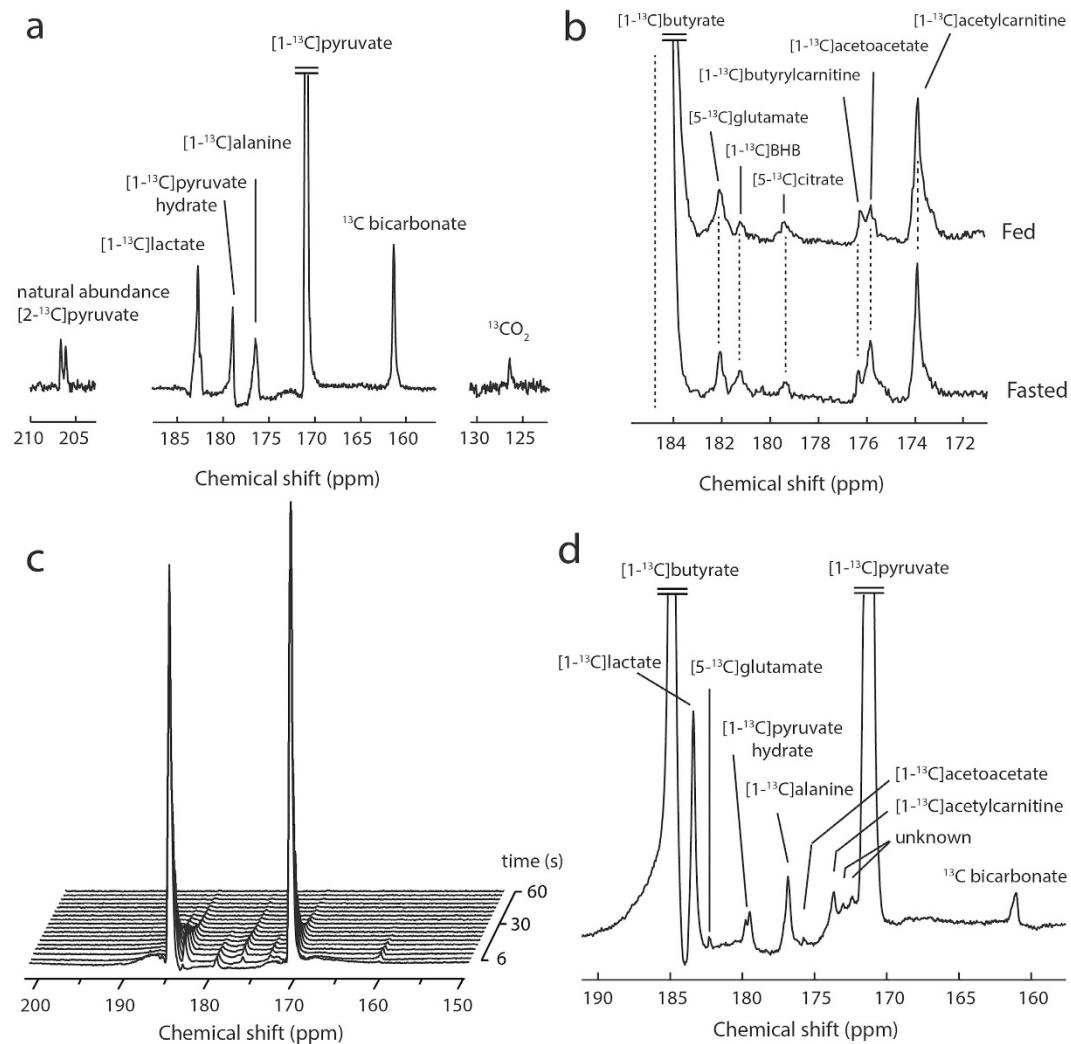 a
[1-¹³C]pyruvate
[1-¹³C]alanine
[1-¹³C]pyruvate
hydrate
[1-¹³C]lactate
¹³C bicarbonate
natural abundance
[2-¹³C]pyruvate
¹³CO₂
210 205 185 180 175 170 165 160 130 125
Chemical shift (ppm)
b
[1-¹³C]butyrate
[1-¹³C]acetylcarnitine
[1-¹³C]acetoacetate
[1-¹³C]butyrylcarnitine
[5-¹³C]glutamate
[1-¹³C]BHB
[5-¹³C]citrate
Fed
Fasted
184 182 180 178 176 174 172
Chemical shift (ppm)
c
time (s)
60
30
6
200 190 180 170 160 150
Chemical shift (ppm)
d
[1-¹³C]butyrate
[1-¹³C]pyruvate
[1-¹³C]lactate
[5-¹³C]glutamate
[1-¹³C]pyruvate
hydrate
[1-¹³C]alanine
[1-¹³C]acetoacetate
[1-¹³C]acetylcarnitine
unknown
¹³C bicarbonate
190 185 180 175 170 165 160
Chemical shift (ppm)